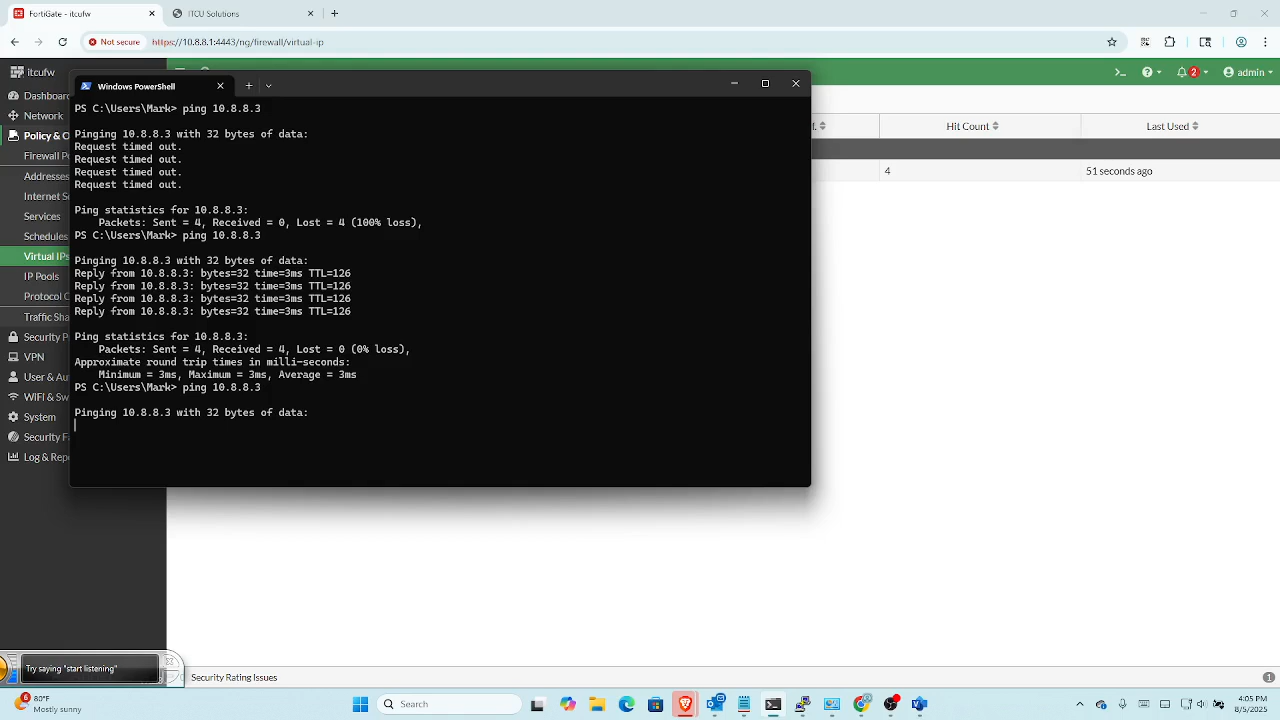 FortiGate - itcufw
ITCU Solutions
Not secure
https://10.8.8.1:4443/ng/firewall/virtual-ip
itcufw
2
admin
Windows PowerShell
Dashboard
Network
Policy & O
Firewall Po
Addresses
Internet Se
Services
Schedules
Virtual IPs
IP Pools
Protocol O
Traffic Sha
Security P
VPN
User & Au
WiFi & Sw
System
Security Fa
Log & Repo
PS C:\Users\Mark> ping 10.8.8.3
Pinging 10.8.8.3 with 32 bytes of data:
Request timed out.
Request timed out.
Request timed out.
Request timed out.
Ping statistics for 10.8.8.3:
Packets: Sent = 4, Received = 0, Lost = 4 (100% loss),
PS C:\Users\Mark> ping 10.8.8.3
Pinging 10.8.8.3 with 32 bytes of data:
Reply from 10.8.8.3: bytes=32 time=3ms TTL=126
Reply from 10.8.8.3: bytes=32 time=3ms TTL=126
Reply from 10.8.8.3: bytes=32 time=3ms TTL=126
Reply from 10.8.8.3: bytes=32 time=3ms TTL=126
Ping statistics for 10.8.8.3:
Packets: Sent = 4, Received = 4, Lost = 0 (0% loss),
Approximate round trip times in milli-seconds:
Minimum = 3ms, Maximum = 3ms, Average = 3ms
PS C:\Users\Mark> ping 10.8.8.3
Pinging 10.8.8.3 with 32 bytes of data:
f.
Hit Count
Last Used
4
51 seconds ago
Try saying "start listening"
Security Rating Issues
1
6
80°F
Mostly sunny
Search
4:05 PM
8/5/2025